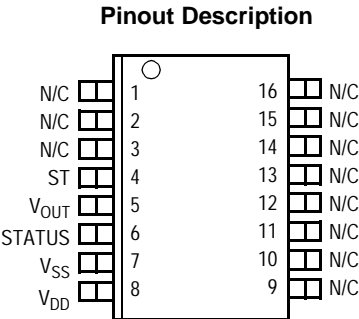 Pinout Description
N/C 1 16 N/C
N/C 2 15 N/C
N/C 3 14 N/C
ST 4 13 N/C
VOUT 5 12 N/C
STATUS 6 11 N/C
VSS 7 10 N/C
VDD 8 9 N/C